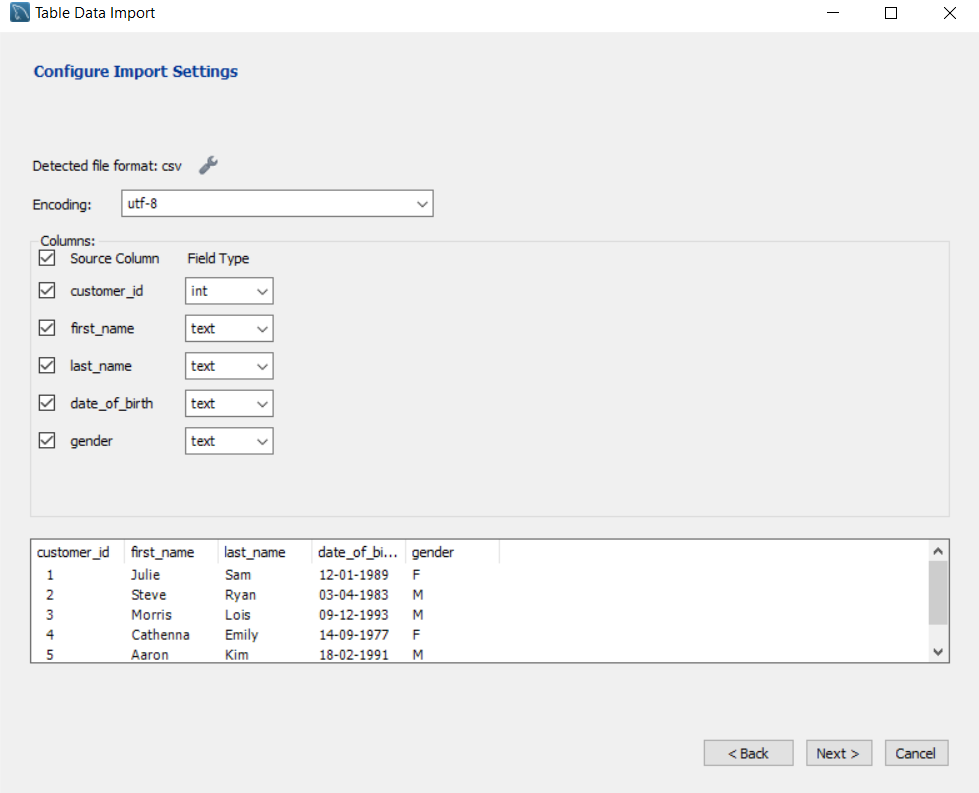 Table Data Import
Configure Import Settings
Detected file format: csv
Encoding: utf-8
Columns:
Source Column Field Type
customer_id int
first_name text
last_name text
date_of_birth text
gender text
customer_id first_name last_name date_of_bi... gender
1 Julie Sam 12-01-1989 F
2 Steve Ryan 03-04-1983 M
3 Morris Lois 09-12-1993 M
4 Cathenna Emily 14-09-1977 F
5 Aaron Kim 18-02-1991 M
< Back Next > Cancel